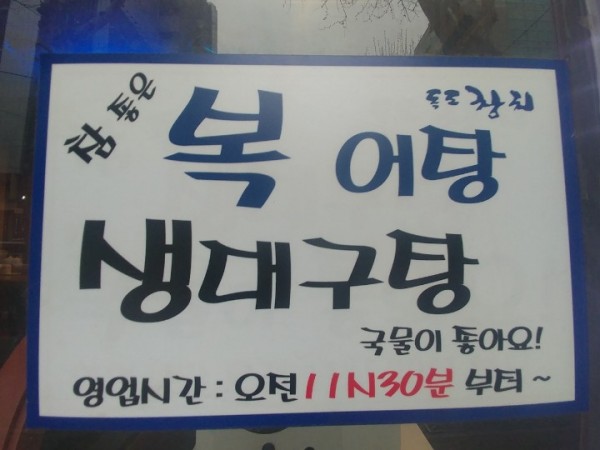 참 좋은
복 어탕
생대구탕
국물이 좋아요!
영업시간 : 오전 11시30분 부터 ~